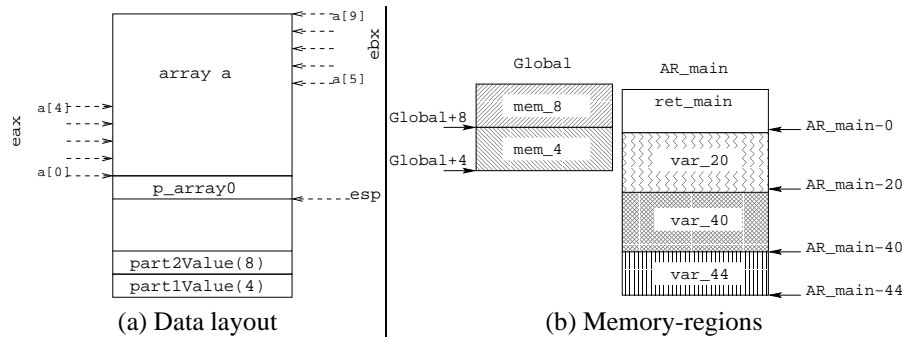 a[9]
ebx
array a
a[5]
a[4]
eax
a[0]
p_array0
esp
part2Value(8)
part1Value(4)
(a) Data layout
Global
AR_main
mem_8
ret_main
Global+8
AR_main-0
mem_4
var_20
Global+4
AR_main-20
var_40
AR_main-40
var_44
AR_main-44
(b) Memory-regions